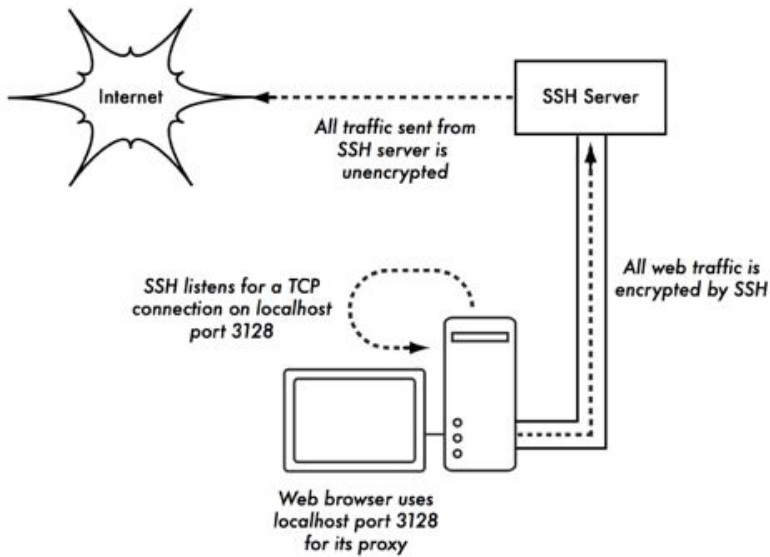 Internet
SSH Server
All traffic sent from
SSH server is
unencrypted
All web traffic is
encrypted by SSH
SSH listens for a TCP
connection on localhost
port 3128
Web browser uses
localhost port 3128
for its proxy